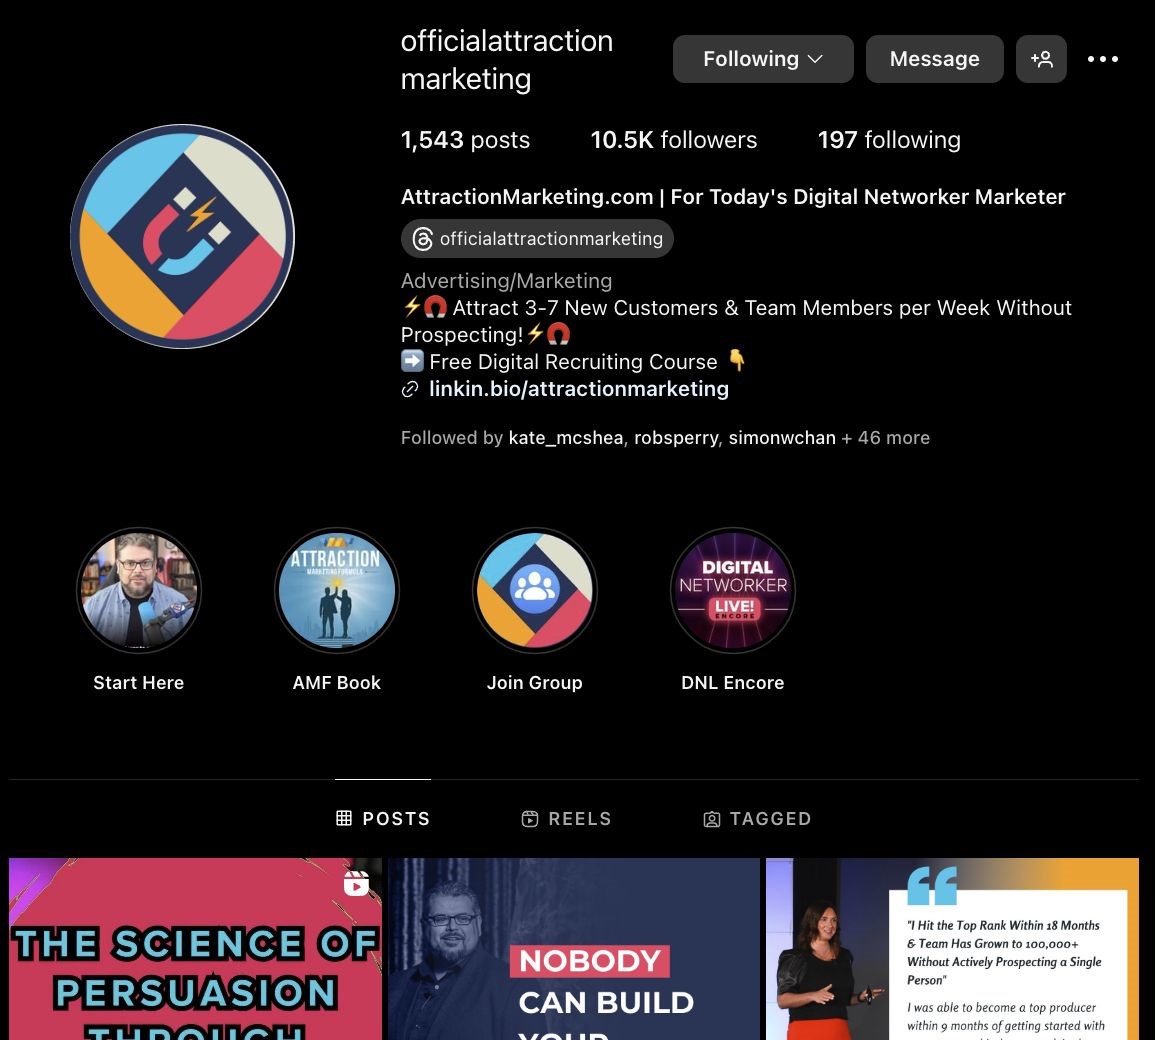 officialattraction
marketing
Following
Message
1,543 posts
10.5K followers
197 following
AttractionMarketing.com | For Today's Digital Networker Marketer
officialattractionmarketing
Advertising/Marketing
⚡🧲 Attract 3-7 New Customers & Team Members per Week Without
Prospecting!⚡🧲
➡️ Free Digital Recruiting Course 👇
linkin.bio/attractionmarketing
Followed by kate_mcshea, robsperry, simonwchan + 46 more
ATTRACTION
MARKETING FORMULA
DIGITAL
NETWORKER
LIVE!
ENCORE
Start Here
AMF Book
Join Group
DNL Encore
POSTS
REELS
TAGGED
THE SCIENCE OF
PERSUASION
THROUGH
NOBODY
CAN BUILD
YOUR
"I Hit the Top Rank Within 18 Months
& Team Has Grown to 100,000+
Without Actively Prospecting a Single
Person"
I was able to become a top producer
within 9 months of getting started with